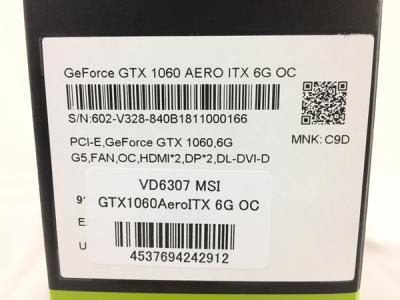 GeForce GTX 1060 AERO ITX 6G OC
S/N:602-V328-840B1811000166
PCI-E,GeForce GTX 1060,6G
MNK: C9D
G5,FAN,OC,HDMI*2,DP*2,DL-DVI-D
VD6307 MSI
GTX1060AeroITX 6G OC
4537694242912